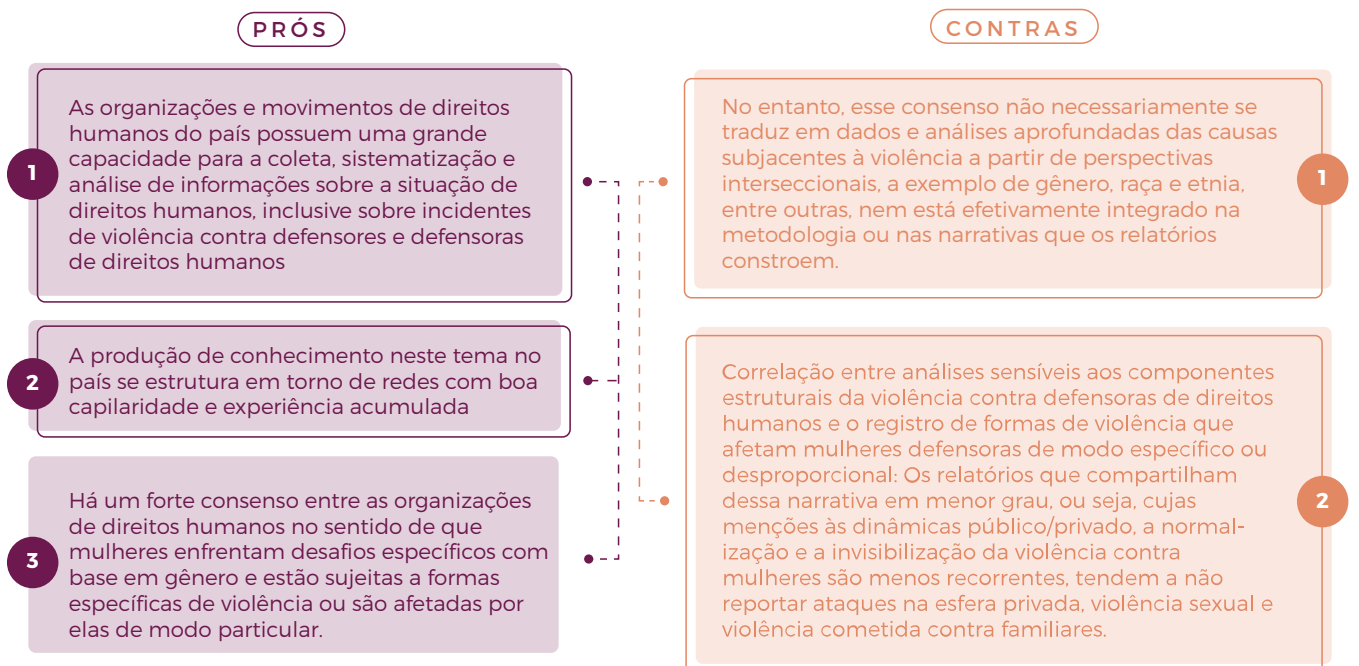 PRÓS
1
As organizações e movimentos de direitos
humanos do país possuem uma grande
capacidade para a coleta, sistematização e
análise de informações sobre a situação de
direitos humanos, inclusive sobre incidentes
de violência contra defensores e defensoras
de direitos humanos
2
A produção de conhecimento neste tema no
país se estrutura em torno de redes com boa
capilaridade e experiência acumulada
3
Há um forte consenso entre as organizações
de direitos humanos no sentido de que
mulheres enfrentam desafios específicos com
base em gênero e estão sujeitas a formas
específicas de violência ou são afetadas por
elas de modo particular.
CONTRAS
No entanto, esse consenso não necessariamente se
traduz em dados e análises aprofundadas das causas
subjacentes à violência a partir de perspectivas
interseccionais, a exemplo de gênero, raça e etnia,
entre outras, nem está efetivamente integrado na
metodologia ou nas narrativas que os relatórios
constroem.
1
Correlação entre análises sensíveis aos componentes
estruturais da violência contra defensoras de direitos
humanos e o registro de formas de violência que
afetam mulheres defensoras de modo específico ou
desproporcional: Os relatórios que compartilham
dessa narrativa em menor grau, ou seja, cujas
menções às dinâmicas público/privado, a normal-
ização e a invisibilização da violência contra
mulheres são menos recorrentes, tendem a não
reportar ataques na esfera privada, violência sexual e
violência cometida contra familiares.
2